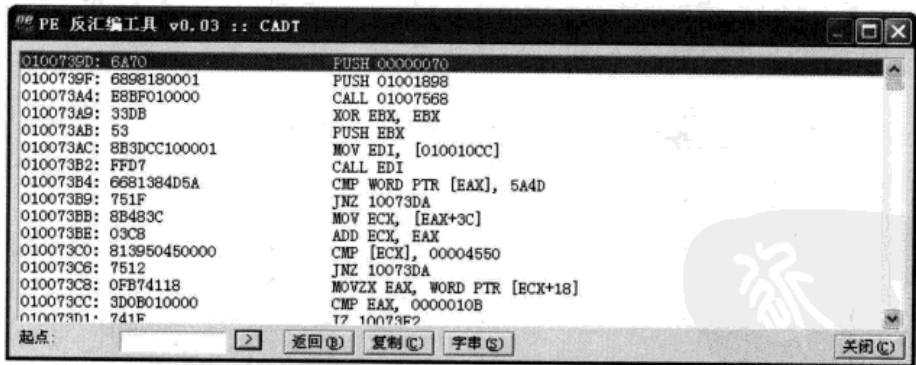 PE 反汇编工具 v0.03 :: CADT
0100739D: 6A70 PUSH 00000070
0100739F: 6898180001 PUSH 01001898
010073A4: E8BF010000 CALL 01007568
010073A9: 33DB XOR EBX, EBX
010073AB: 53 PUSH EBX
010073AC: 8B3DCC100001 MOV EDI, [010010CC]
010073B2: FFD7 CALL EDI
010073B4: 6681384D5A CMP WORD PTR [EAX], 5A4D
010073B9: 751F JNZ 10073DA
010073BB: 8B483C MOV ECX, [EAX+3C]
010073BE: 03C8 ADD ECX, EAX
010073C0: 813950450000 CMP [ECX], 00004550
010073C6: 7512 JNZ 10073DA
010073C8: 0FB74118 MOVZX EAX, WORD PTR [ECX+18]
010073CC: 3D0B010000 CMP EAX, 0000010B
010073D1: 741F JZ 10073F2
起点: > 返回(B) 复制(C) 字串(S) 关闭(C)